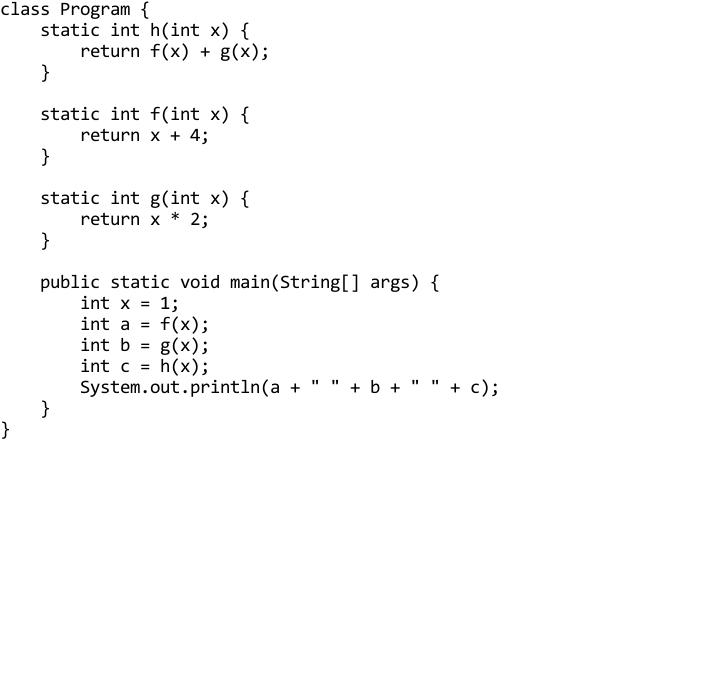 class Program {
    static int h(int x) {
        return f(x) + g(x);
    }

    static int f(int x) {
        return x + 4;
    }

    static int g(int x) {
        return x * 2;
    }

    public static void main(String[] args) {
        int x = 1;
        int a = f(x);
        int b = g(x);
        int c = h(x);
        System.out.println(a + " " + b + " " + c);
    }
}